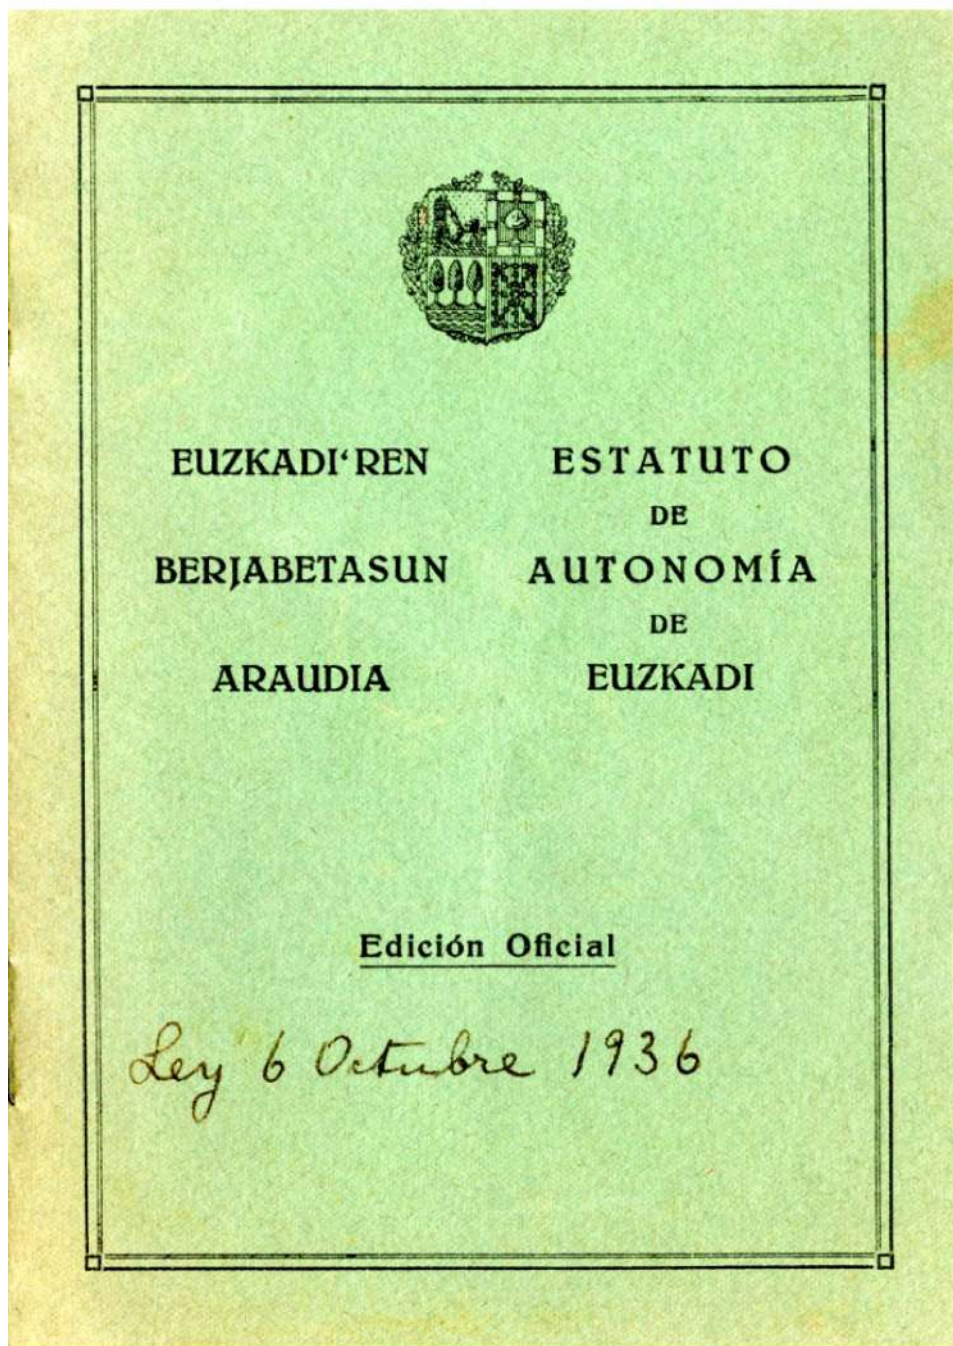 EUZKADI‘REN
BERJABETASUN
ARAUDIA
ESTATUTO
DE
AUTONOMÍA
DE
EUZKADI
Edición Oficial
Ley 6 Octubre 1936